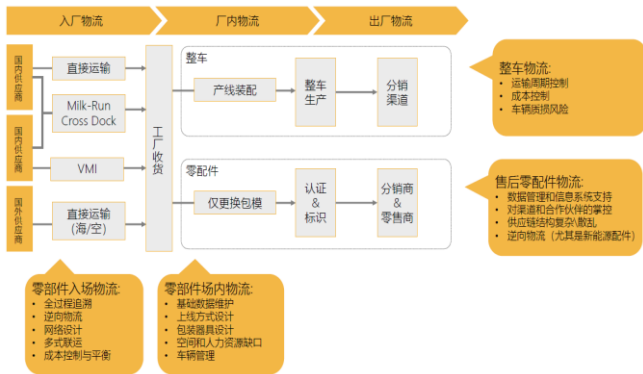 入厂物流
厂内物流
出厂物流
国内供应商
国内供应商
国外供应商
直接运输
Milk-Run
Cross Dock
VMI
直接运输
(海/空)
工厂收货
整车
产线装配
整车
生产
分销
渠道
零配件
仅更换包模
认证
&
标识
分销商
&
零售商
整车物流:
• 运输周期控制
• 成本控制
• 车辆质损风险
售后零配件物流:
• 数据管理和信息系统支持
• 对渠道和合作伙伴的掌控
• 供应链结构复杂\散乱
• 逆向物流（尤其是新能源配件）
零部件入场物流:
• 全过程追溯
• 逆向物流
• 网络设计
• 多式联运
• 成本控制与平衡
零部件场内物流:
• 基础数据维护
• 上线方式设计
• 包装器具设计
• 空间和人力资源缺口
• 车辆管理